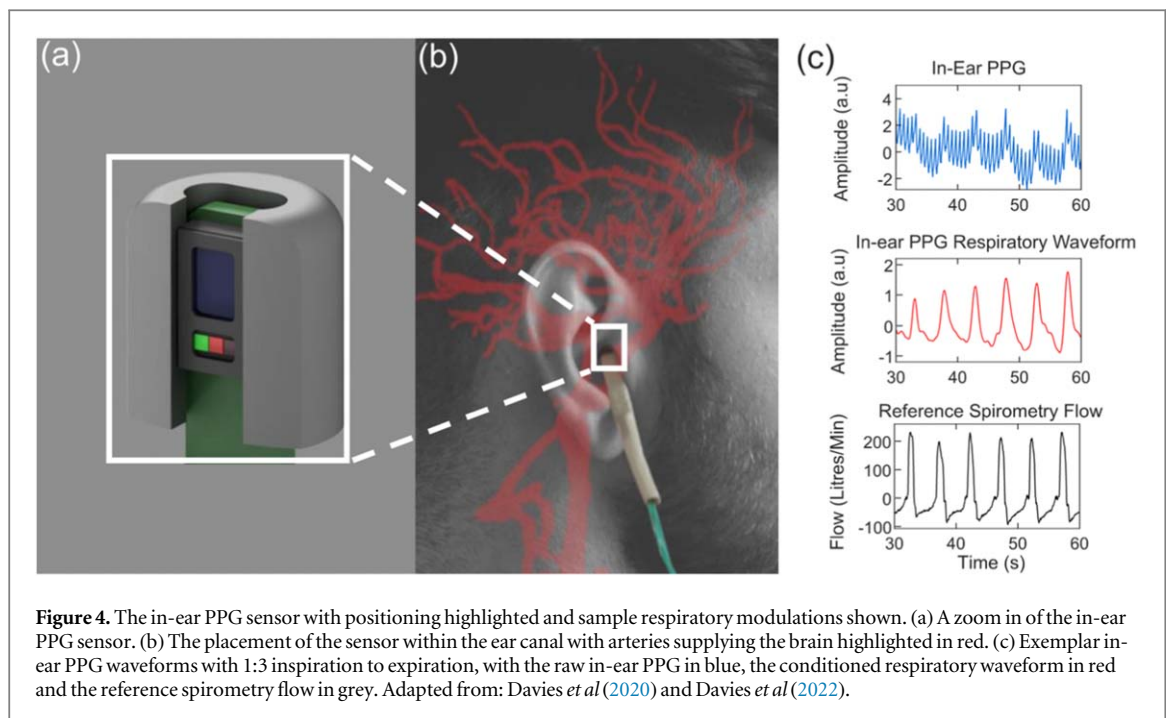 (a)
(b)
(c)
In-Ear PPG
Amplitude (a.u)
4
2
0
-2
30 40 50 60
In-ear PPG Respiratory Waveform
Amplitude (a.u)
2
1
0
-1
30 40 50 60
Reference Spirometry Flow
Flow (Litres/Min)
200
100
0
-100
30 40 50 60
Time (s)
Figure 4. The in-ear PPG sensor with positioning highlighted and sample respiratory modulations shown. (a) A zoom in of the in-ear
PPG sensor. (b) The placement of the sensor within the ear canal with arteries supplying the brain highlighted in red. (c) Exemplar in-
ear PPG waveforms with 1:3 inspiration to expiration, with the raw in-ear PPG in blue, the conditioned respiratory waveform in red
and the reference spirometry flow in grey. Adapted from: Davies et al (2020) and Davies et al (2022).